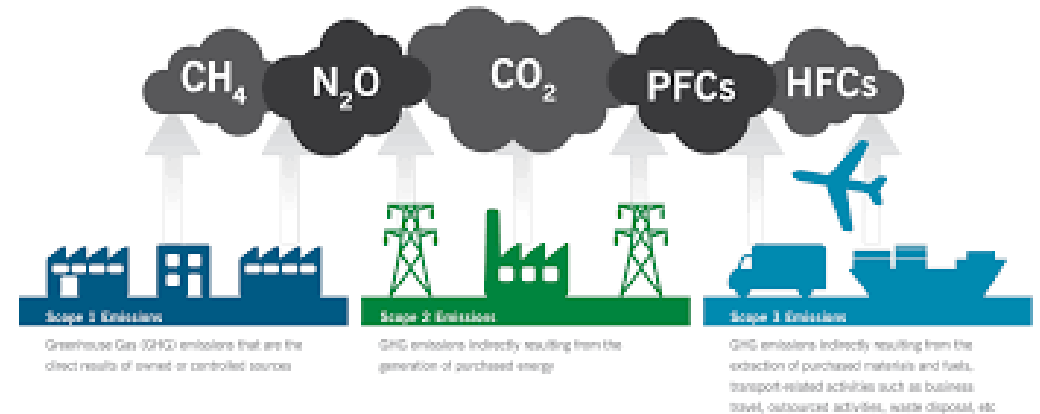 CH4
N2O
CO2
PFCs
HFCs
Scope 1 Emissions
Greenhouse Gas (GHG) emissions that are the
direct results of owned or controlled sources
Scope 2 Emissions
GHG emissions indirectly resulting from the
generation of purchased energy
Scope 3 Emissions
GHG emissions indirectly resulting from the
extraction of purchased materials and fuels,
transport-related activities such as business
travel, outsourced activities, waste disposal, etc